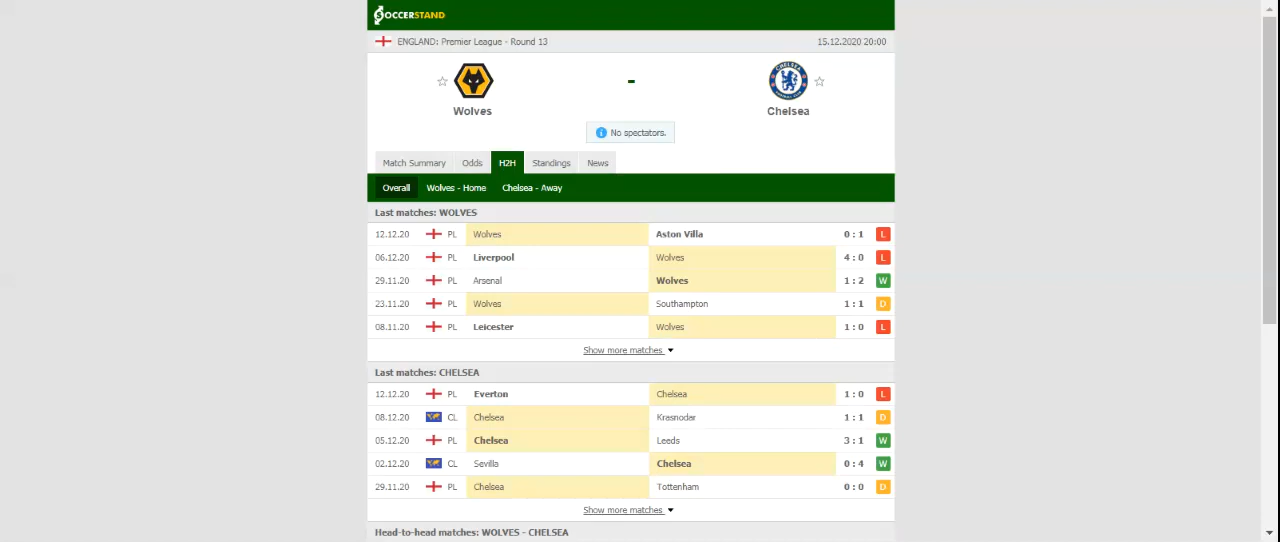 SOCCERSTAND
ENGLAND: Premier League - Round 13 15.12.2020 20:00
-
Wolves Chelsea
No spectators.
Match Summary Odds H2H Standings News
Overall Wolves - Home Chelsea - Away
Last matches: WOLVES
12.12.20 PL Wolves Aston Villa 0 : 1 L
06.12.20 PL Liverpool Wolves 4 : 0 L
29.11.20 PL Arsenal Wolves 1 : 2 W
23.11.20 PL Wolves Southampton 1 : 1 D
08.11.20 PL Leicester Wolves 1 : 0 L
Show more matches
Last matches: CHELSEA
12.12.20 PL Everton Chelsea 1 : 0 L
08.12.20 CL Chelsea Krasnodar 1 : 1 D
05.12.20 PL Chelsea Leeds 3 : 1 W
02.12.20 CL Sevilla Chelsea 0 : 4 W
29.11.20 PL Chelsea Tottenham 0 : 0 D
Show more matches
Head-to-head matches: WOLVES - CHELSEA